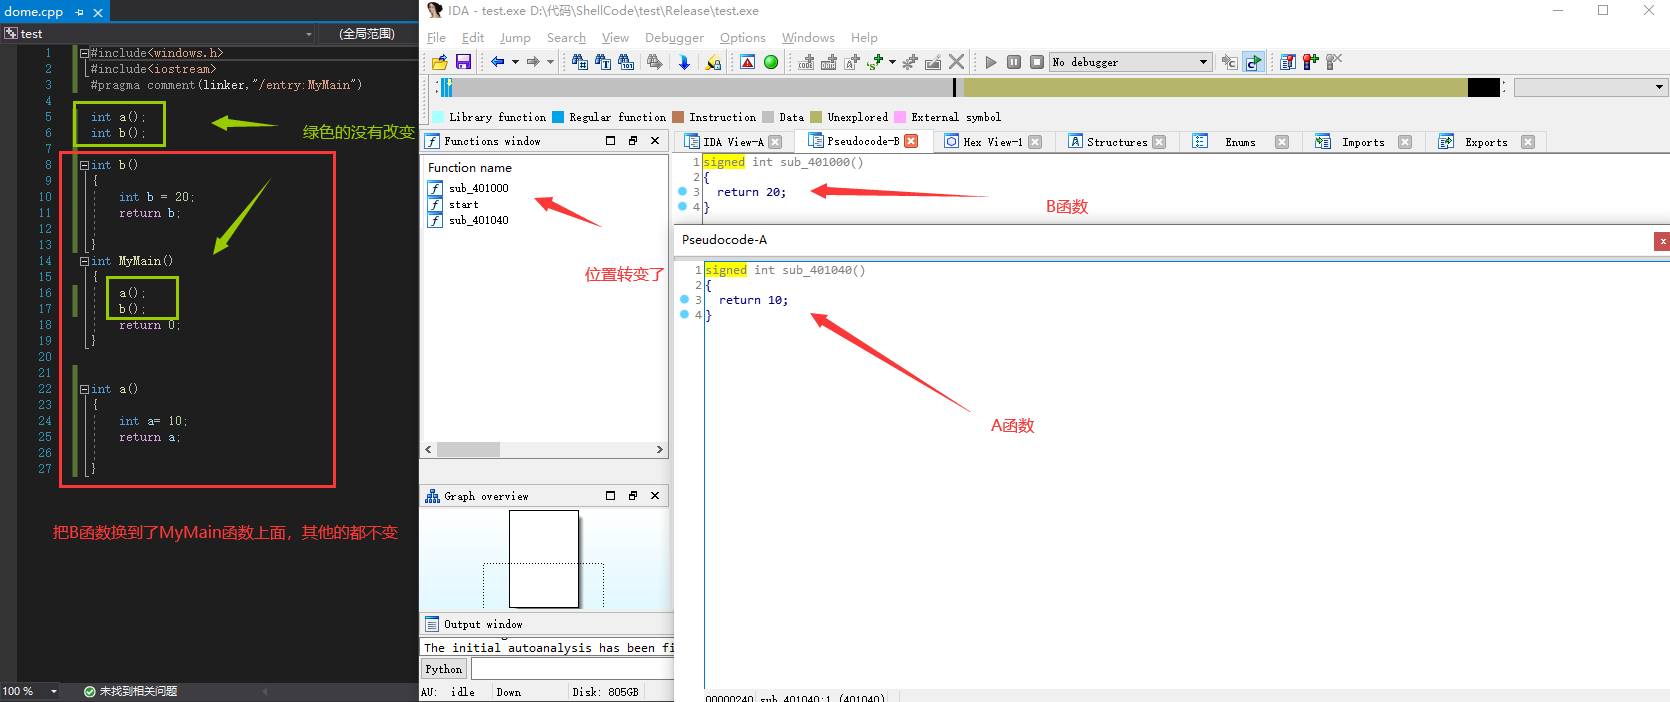 dome.cpp
test
(全局范围)
1 #include<windows.h>
2 #include<iostream>
3 #pragma comment(linker,"/entry:MyMain")
4
5 int a();
6 int b();
7
8 int b()
9 {
10 int b = 20;
11 return b;
12
13 }
14 int MyMain()
15 {
16 a();
17 b();
18 return 0;
19 }
20
21
22 int a()
23 {
24 int a= 10;
25 return a;
26
27 }
绿色的没有改变
把B函数换到了MyMain函数上面，其他的都不变
100 %
未找到相关问题
IDA - test.exe D:\代码\ShellCode\test\Release\test.exe
File Edit Jump Search View Debugger Options Windows Help
No debugger
Library function Regular function Instruction Data Unexplored External symbol
Functions window
Function name
sub_401000
start
sub_401040
位置转变了
Graph overview
Output window
The initial autoanalysis has been fi
Python
AU: idle Down Disk: 805GB
IDA View-A Pseudocode-B Hex View-1 Structures Enums Imports Exports
1 signed int sub_401000()
2 {
3 return 20;
4 }
B函数
Pseudocode-A
1 signed int sub_401040()
2 {
3 return 10;
4 }
A函数
00000240 sub_401040:1 (401040)